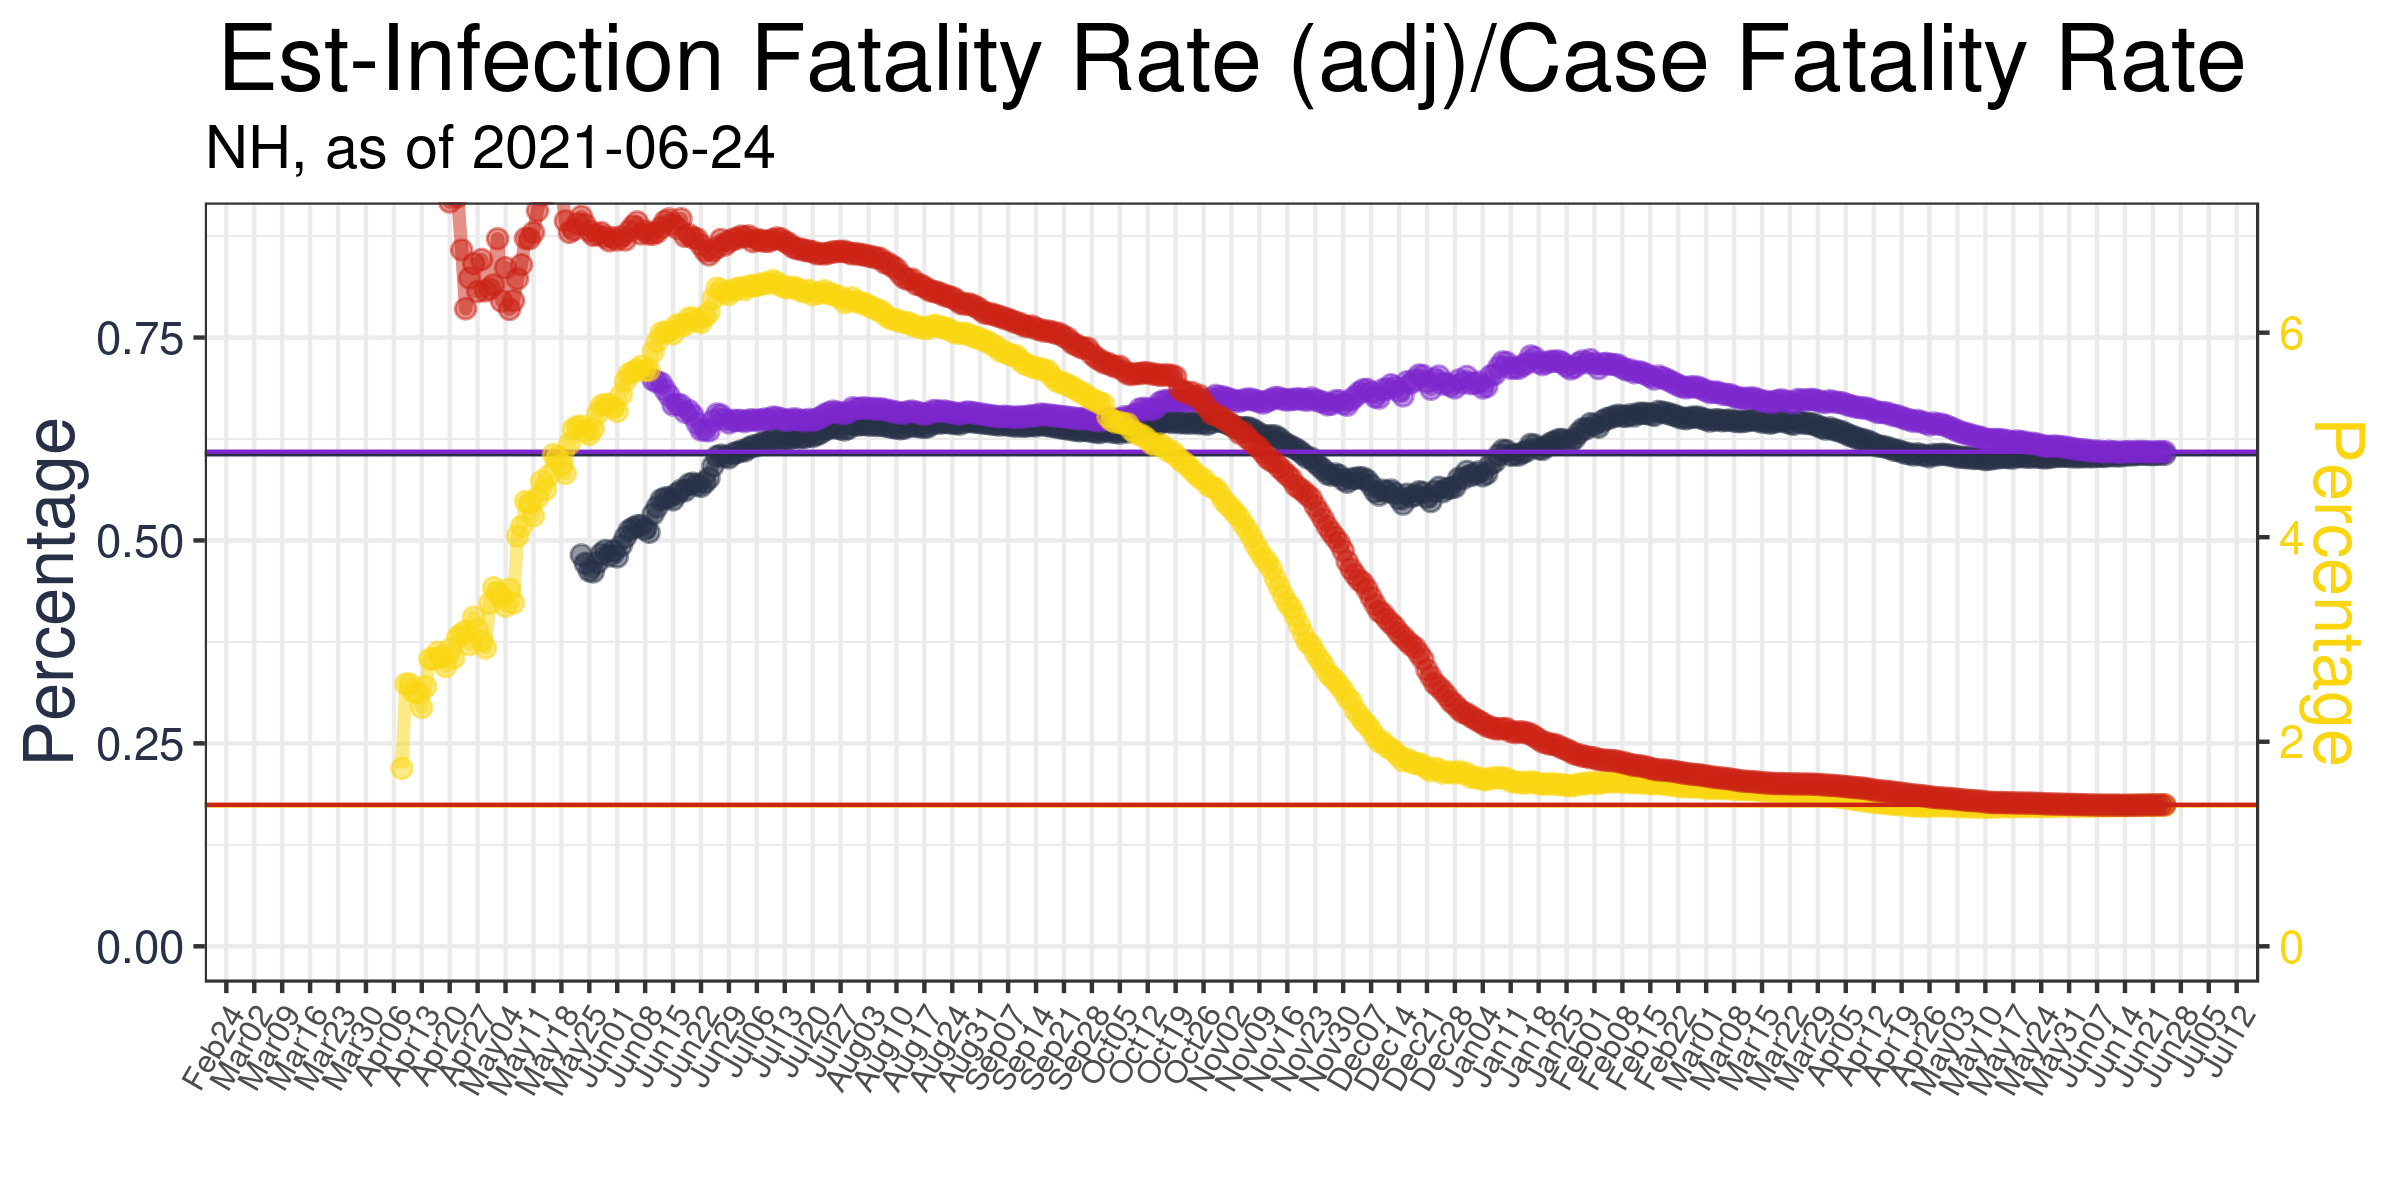 Est-Infection Fatality Rate (adj)/Case Fatality Rate
NH, as of 2021-06-24
Percentage
0.75
0.50
0.25
0.00
6
4
2
0
Percentage
Feb24
Mar02
Mar09
Mar16
Mar23
Mar30
Apr06
Apr13
Apr20
Apr27
May04
May11
May18
May25
Jun01
Jun08
Jun15
Jun22
Jun29
Jul06
Jul13
Jul20
Jul27
Aug03
Aug10
Aug17
Aug24
Aug31
Sep07
Sep14
Sep21
Sep28
Oct05
Oct12
Oct19
Oct26
Nov02
Nov09
Nov16
Nov23
Nov30
Dec07
Dec14
Dec21
Dec28
Jan04
Jan11
Jan18
Jan25
Feb01
Feb08
Feb15
Feb22
Mar01
Mar08
Mar15
Mar22
Mar29
Apr05
Apr12
Apr19
Apr26
May03
May10
May17
May24
May31
Jun07
Jun14
Jun21
Jun28
Jul05
Jul12